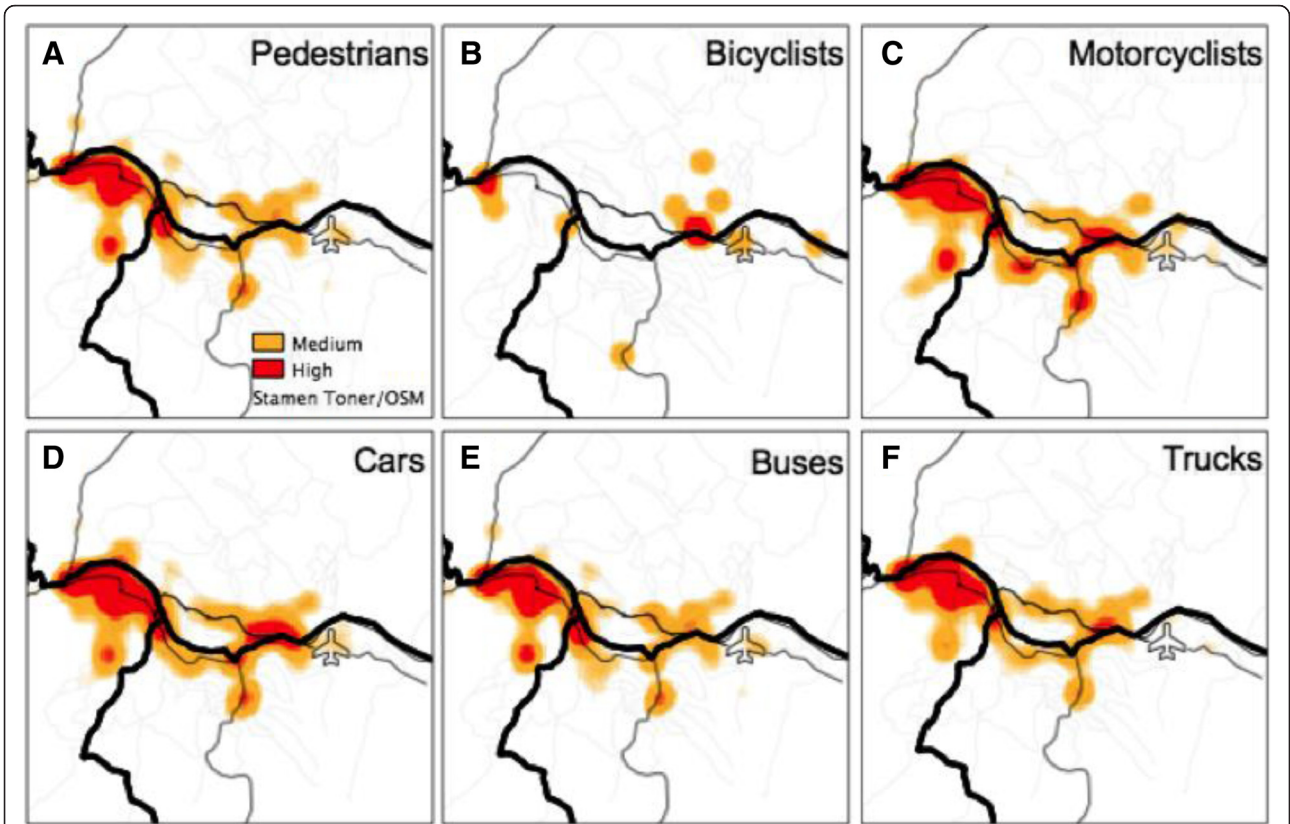 A Pedestrians
B Bicyclists
C Motorcyclists
Medium
High
Stamen Toner/OSM
D Cars
E Buses
F Trucks